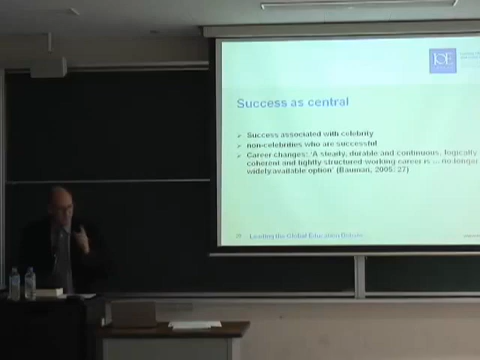 IOE
Success as central
➢ Success associated with celebrity
➢ non-celebrities who are successful
➢ Career changes: 'A steady, durable and continuous, logically
coherent and tightly structured working career is ... no longer
widely available option' (Bauman, 2005: 27)
Leading the Global Education Debate